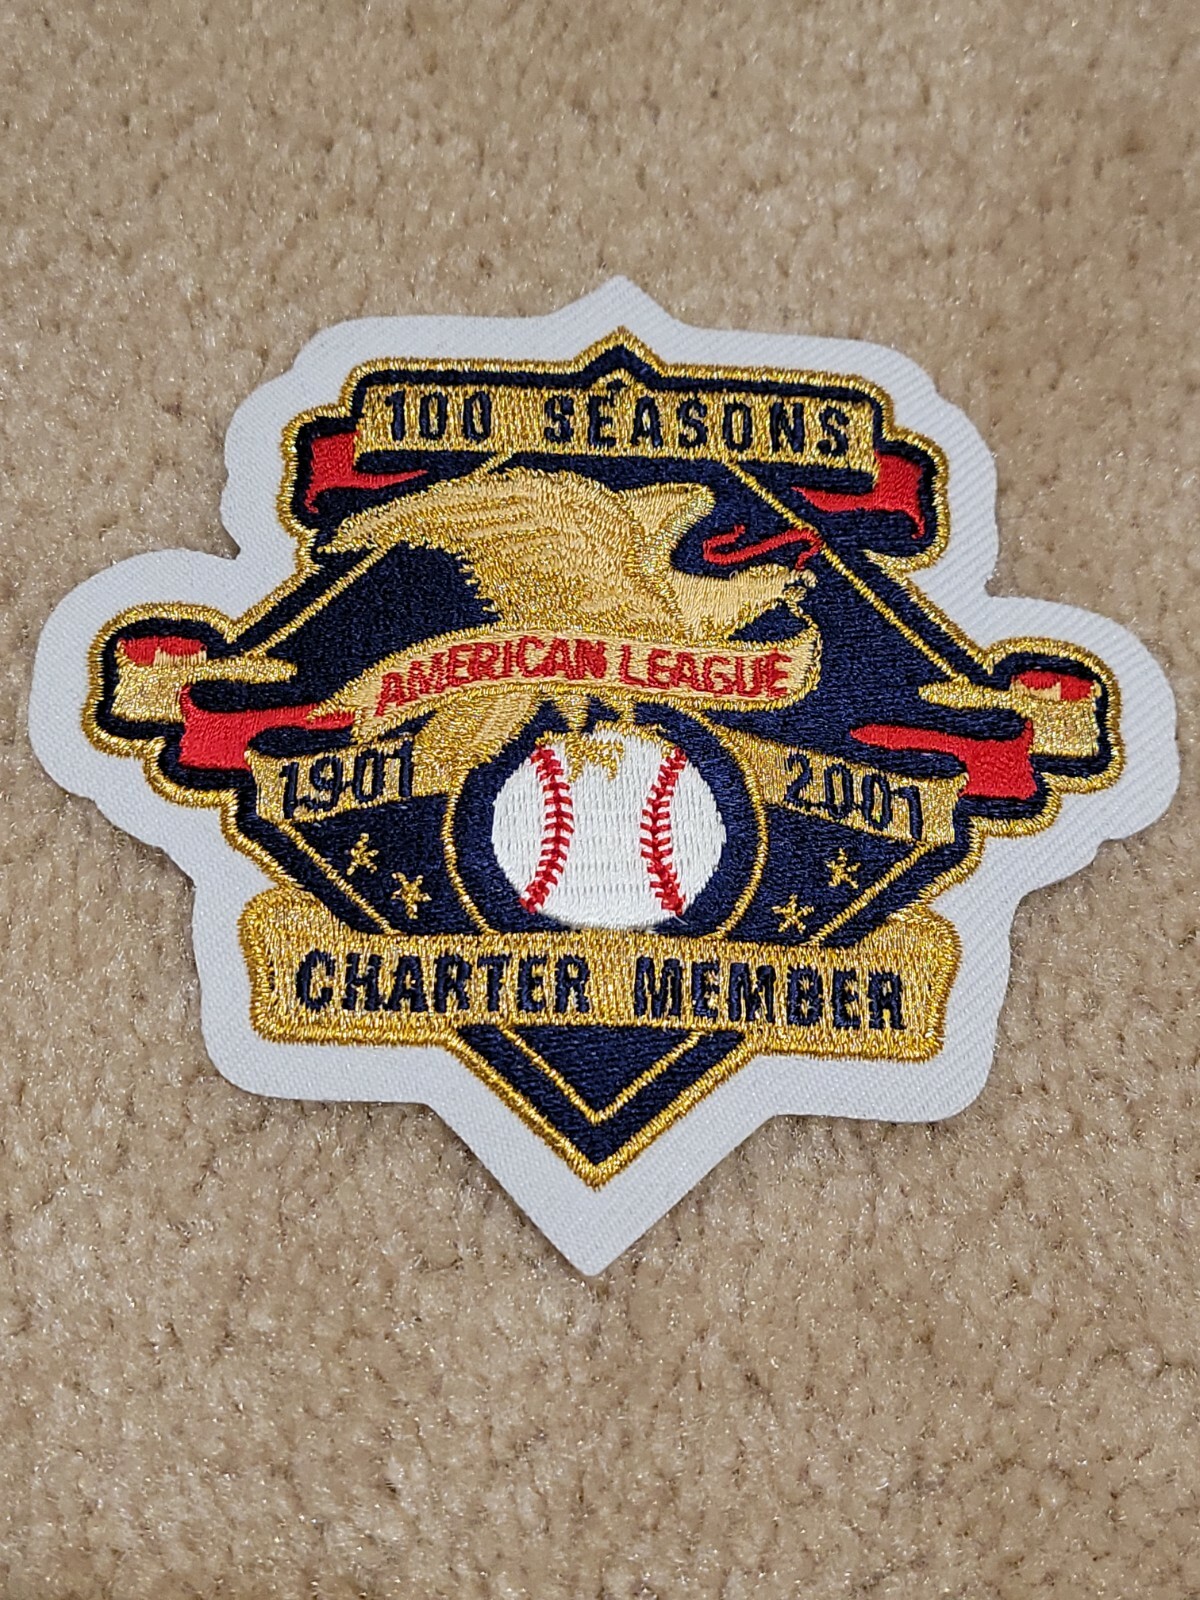 100 SEASONS
AMERICAN LEAGUE
1901 2001
CHARTER MEMBER